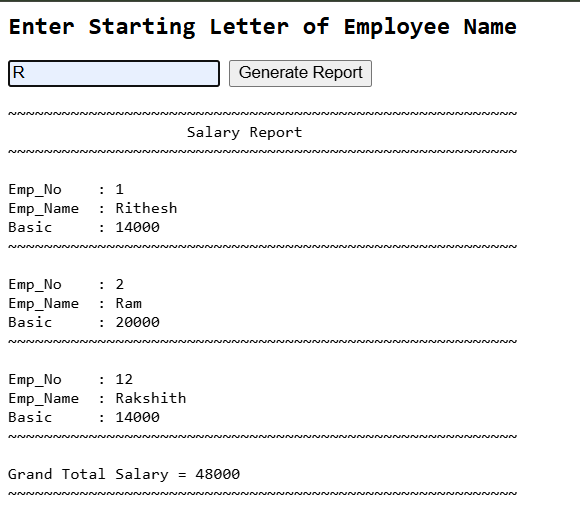 Enter Starting Letter of Employee Name
R Generate Report
~~~~~~~~~~~~~~~~~~~~~~~~~~~~~~~~~~~~~~~~~~~~~~~~~~~~~~~~~
Salary Report
~~~~~~~~~~~~~~~~~~~~~~~~~~~~~~~~~~~~~~~~~~~~~~~~~~~~~~~~~
Emp_No    : 1
Emp_Name  : Rithesh
Basic     : 14000
~~~~~~~~~~~~~~~~~~~~~~~~~~~~~~~~~~~~~~~~~~~~~~~~~~~~~~~~~
Emp_No    : 2
Emp_Name  : Ram
Basic     : 20000
~~~~~~~~~~~~~~~~~~~~~~~~~~~~~~~~~~~~~~~~~~~~~~~~~~~~~~~~~
Emp_No    : 12
Emp_Name  : Rakshith
Basic     : 14000
~~~~~~~~~~~~~~~~~~~~~~~~~~~~~~~~~~~~~~~~~~~~~~~~~~~~~~~~~
Grand Total Salary = 48000
~~~~~~~~~~~~~~~~~~~~~~~~~~~~~~~~~~~~~~~~~~~~~~~~~~~~~~~~~